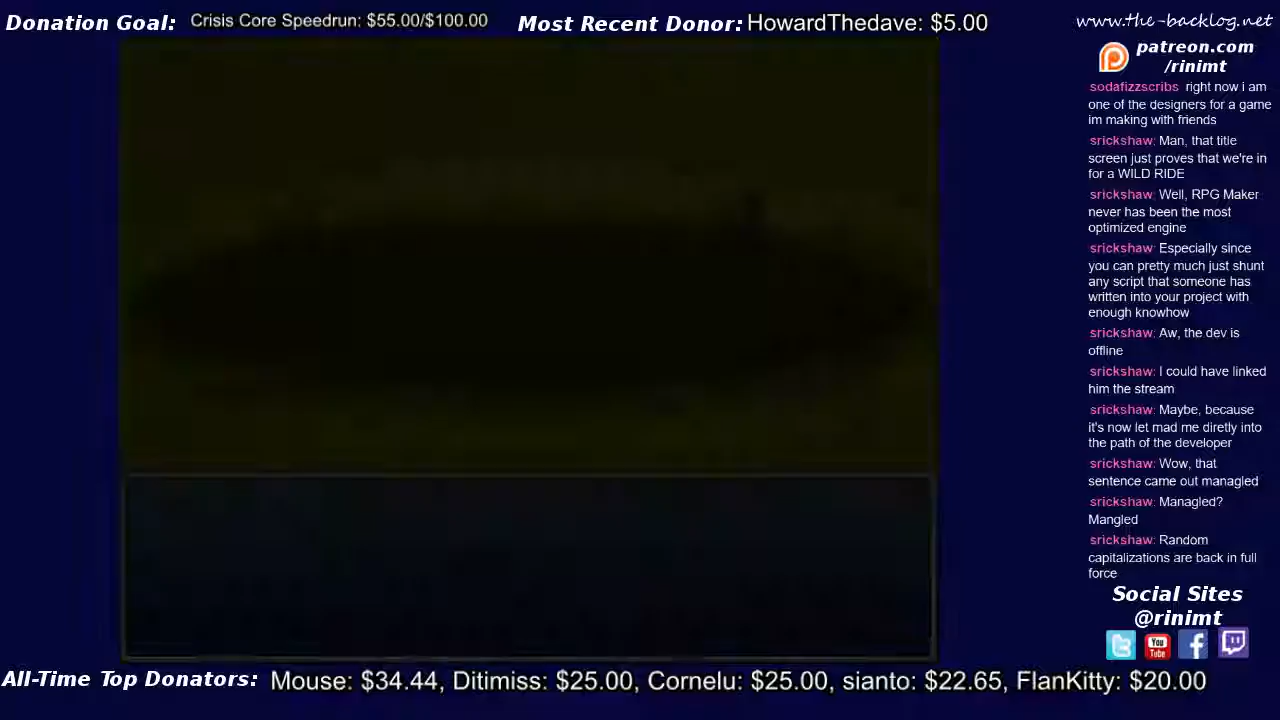 Donation Goal: Crisis Core Speedrun: $55.00/$100.00 Most Recent Donor: HowardThedave: $5.00
www.the-backlog.net
patreon.com
/rinimt
sodafizzscribs right now i am
one of the designers for a game
im making with friends
srickshaw: Man, that title
screen just proves that we're in
for a WILD RIDE
srickshaw: Well, RPG Maker
never has been the most
optimized engine
srickshaw: Especially since
you can pretty much just shunt
any script that someone has
written into your project with
enough knowhow
srickshaw: Aw, the dev is
offline
srickshaw: I could have linked
him the stream
srickshaw: Maybe, because
it's now let mad me diretly into
the path of the developer
srickshaw: Wow, that
sentence came out managled
srickshaw: Managled?
Mangled
srickshaw: Random
capitalizations are back in full
force
Social Sites
@rinimt
You Tube
All-Time Top Donators: Mouse: $34.44, Ditimiss: $25.00, Cornelu: $25.00, sianto: $22.65, FlanKitty: $20.00